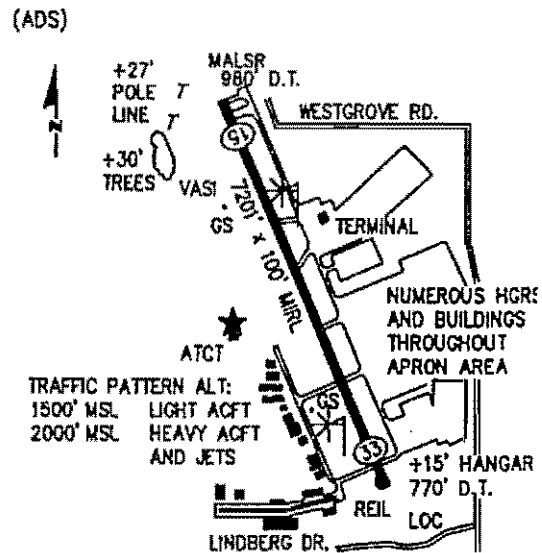 (ADS)
MALSR
980' D.T.
+27'
POLE
LINE
T
T
N
WESTGROVE RD.
15
+30'
TREES
VASI
GS
7201' x 100' MIRL
TERMINAL
NUMEROUS HGRS
AND BUILDINGS
THROUGHOUT
APRON AREA
ATCT
TRAFFIC PATTERN ALT:
1500' MSL LIGHT ACFT
2000' MSL HEAVY ACFT
AND JETS
GS
33
+15' HANGAR
770' D.T.
REIL
LOC
LINDBERG DR.